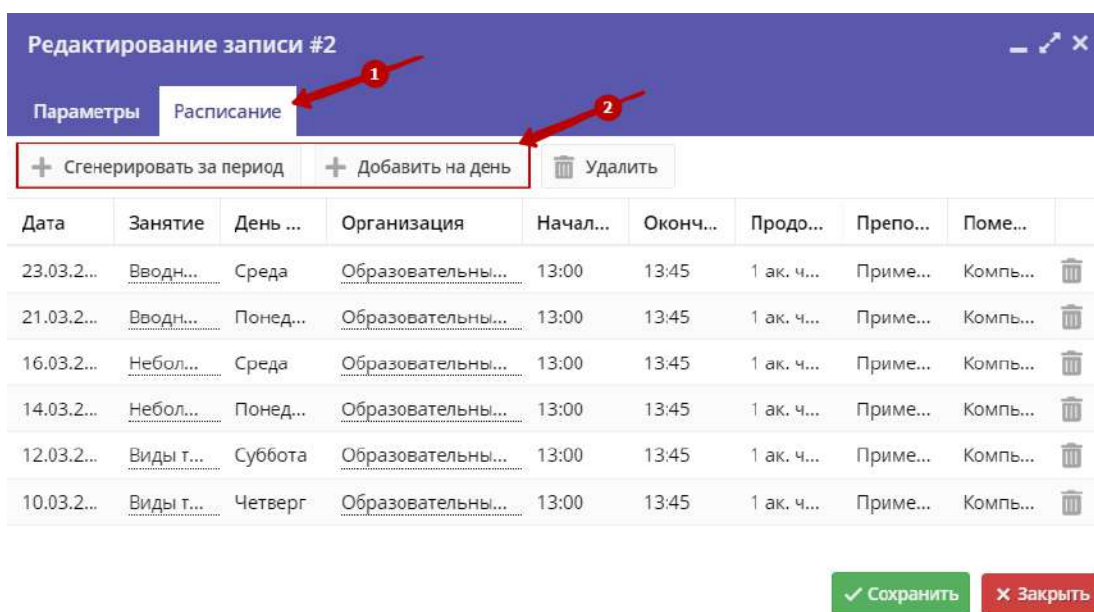 Редактирование записи #2
1
Параметры Расписание
2
Сгенерировать за период Добавить на день Удалить
Дата Занятие День ... Организация Начал... Оконч... Продо... Препо... Поме...
23.03.2... Вводн... Среда Образовательны... 13:00 13:45 1 ак. ч... Приме... Компь...
21.03.2... Вводн... Понед... Образовательны... 13:00 13:45 1 ак. ч... Приме... Компь...
16.03.2... Небол... Среда Образовательны... 13:00 13:45 1 ак. ч... Приме... Компь...
14.03.2... Небол... Понед... Образовательны... 13:00 13:45 1 ак. ч... Приме... Компь...
12.03.2... Виды т... Суббота Образовательны... 13:00 13:45 1 ак. ч... Приме... Компь...
10.03.2... Виды т... Четверг Образовательны... 13:00 13:45 1 ак. ч... Приме... Компь...
Сохранить Закрыть